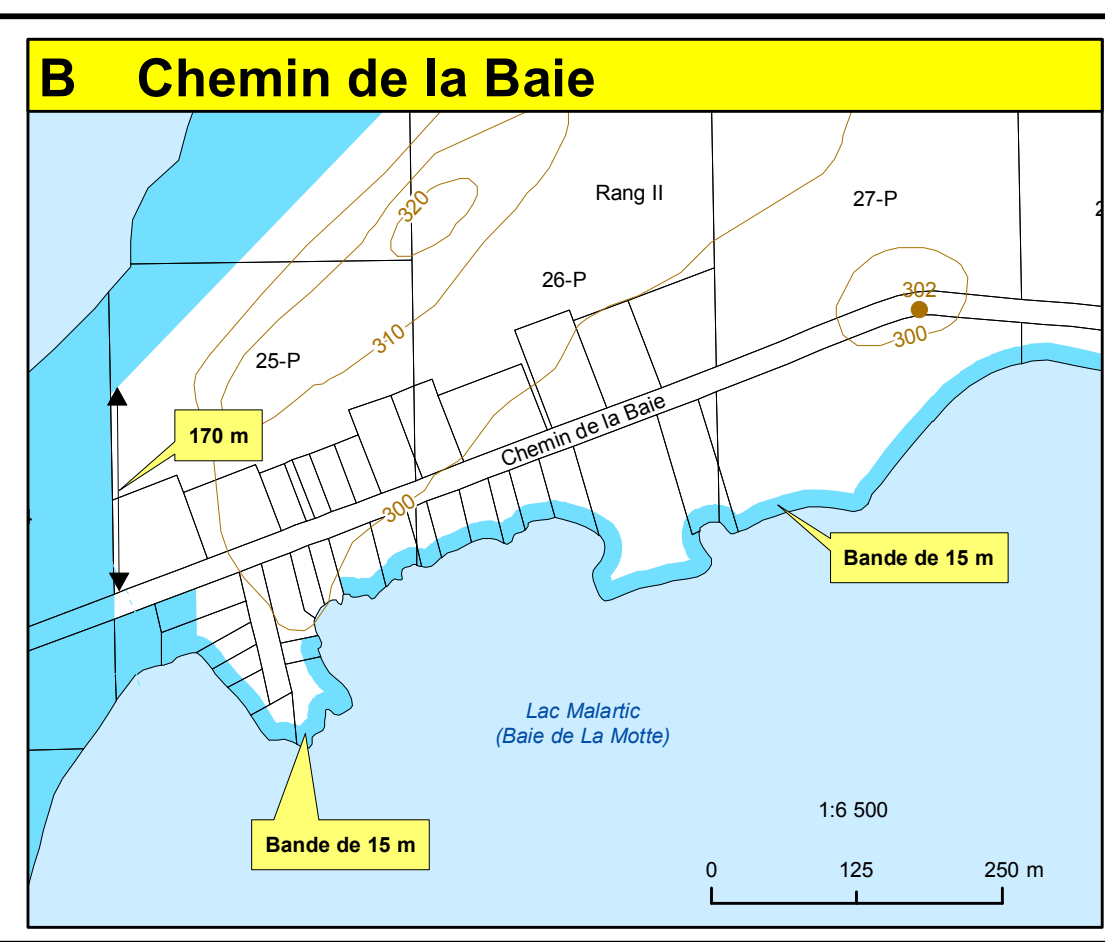 B Chemin de la Baie
Rang II
27-P
2
320
26-P
302
300
310
25-P
170 m
Chemin de la Baie
300
Bande de 15 m
Lac Malartic
(Baie de La Motte)
1:6 500
Bande de 15 m
0 125 250 m